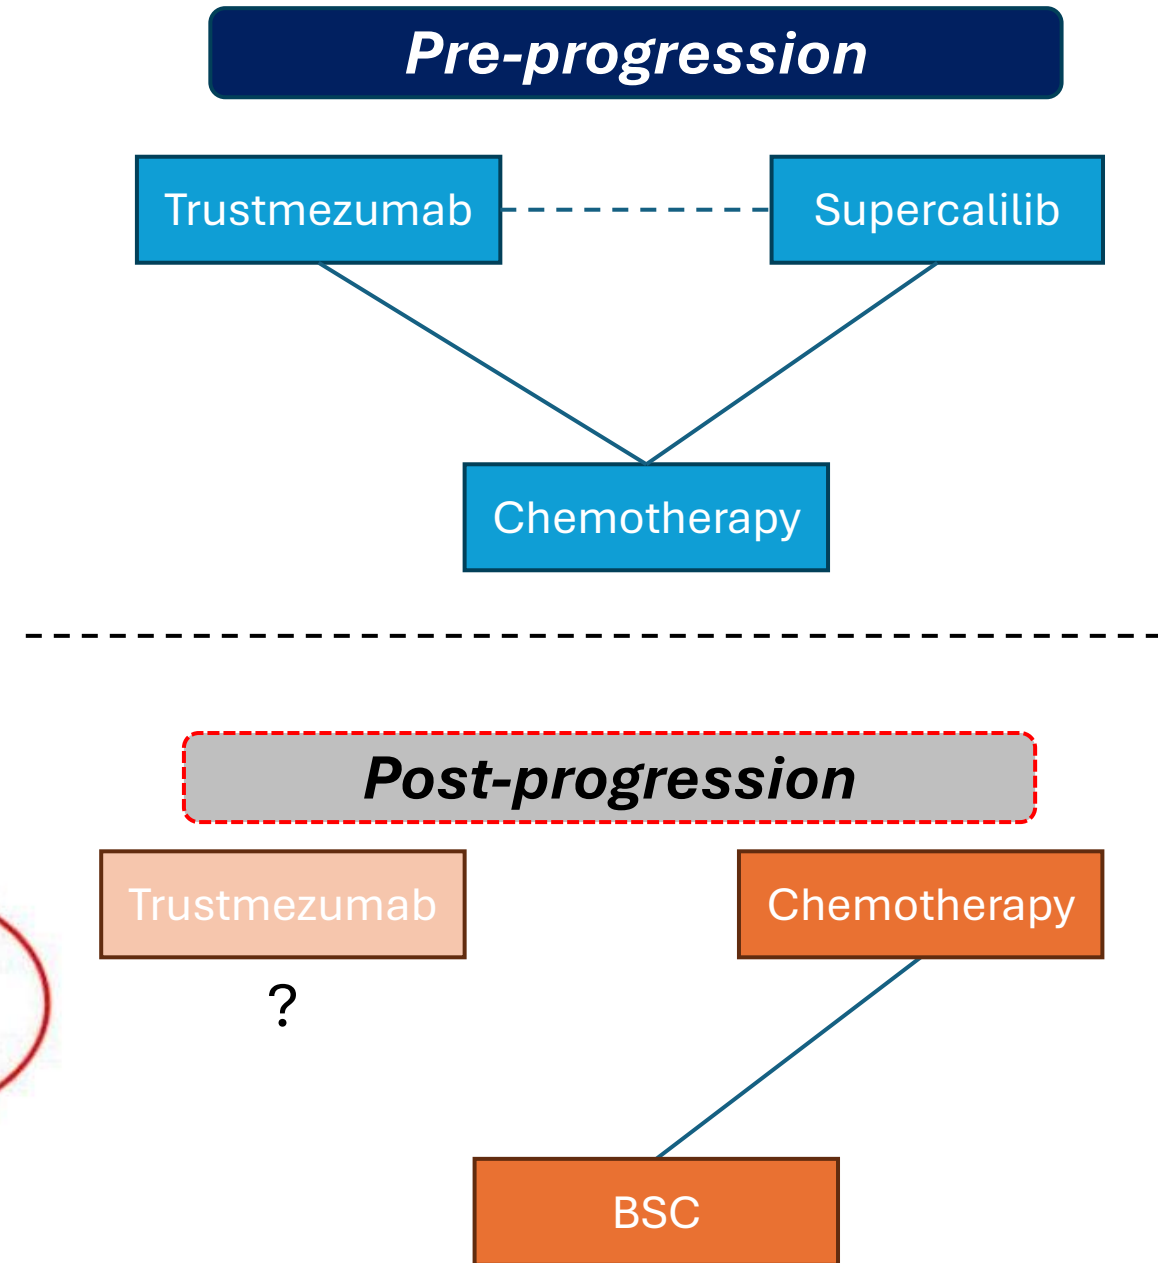 Pre-progression
Trustmezumab
Supercalilib
Chemotherapy
Post-progression
Trustmezumab
Chemotherapy
?
BSC